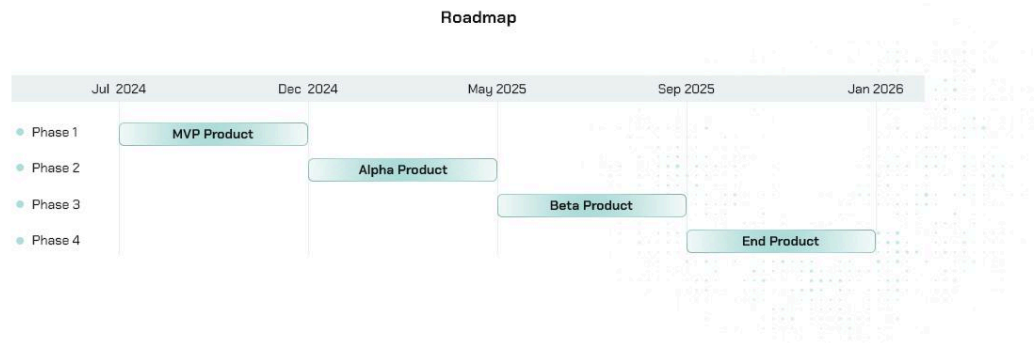 Roadmap
Jul 2024 Dec 2024 May 2025 Sep 2025 Jan 2026
Phase 1 MVP Product
Phase 2 Alpha Product
Phase 3 Beta Product
Phase 4 End Product